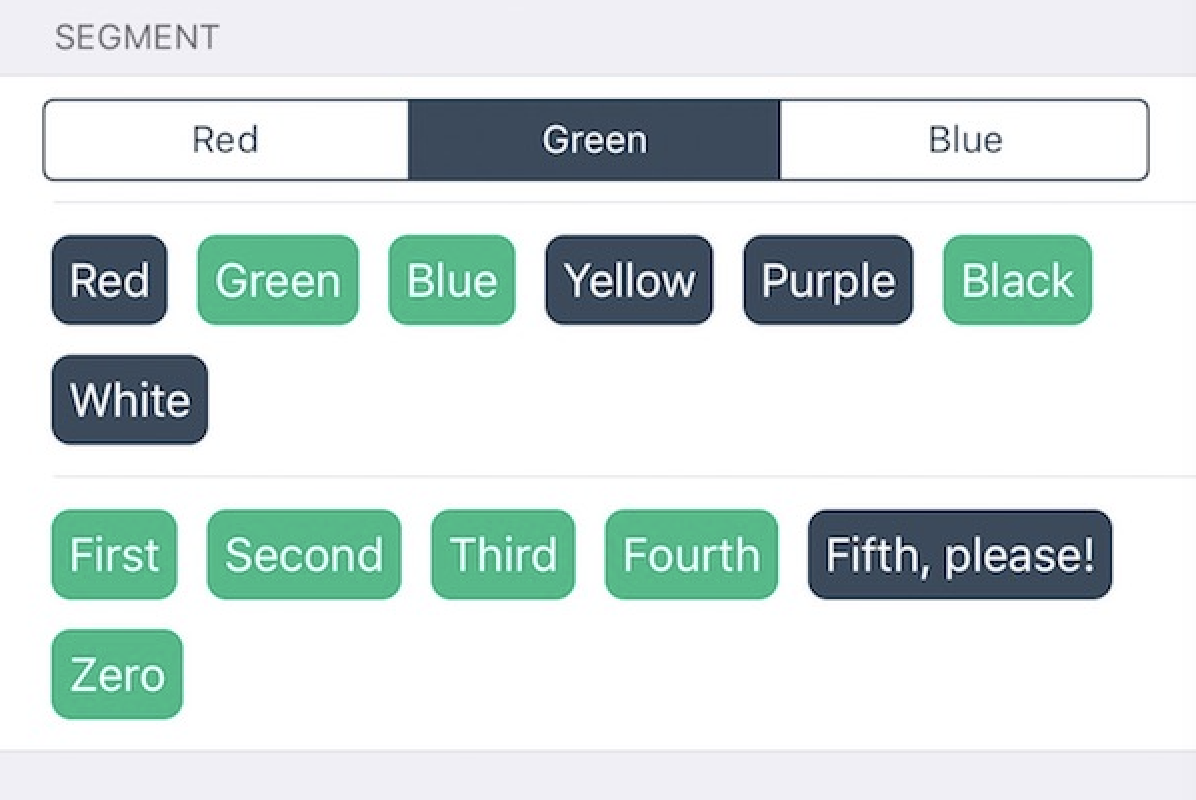 SEGMENT
Red Green Blue
Red Green Blue Yellow Purple Black
White
First Second Third Fourth Fifth, please!
Zero